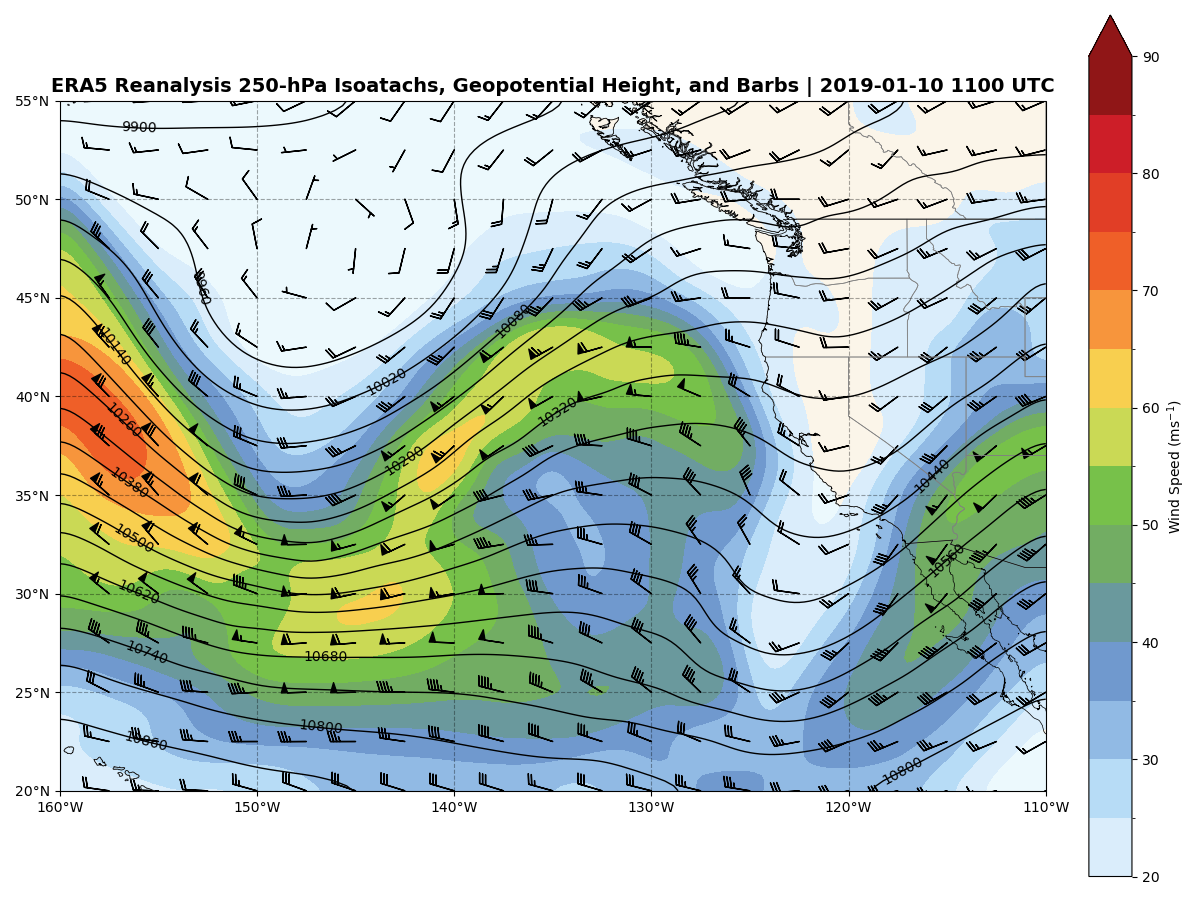 ERA5 Reanalysis 250-hPa Isoatachs, Geopotential Height, and Barbs | 2019-01-10 1100 UTC
55°N
50°N
45°N
40°N
35°N
30°N
25°N
20°N
160°W
150°W
140°W
130°W
120°W
110°W
9900
9960
10020
10080
10140
10200
10260
10320
10380
10440
10500
10560
10620
10680
10740
10800
10860
10800
90
80
70
60
50
40
30
20
Wind Speed (ms⁻¹)